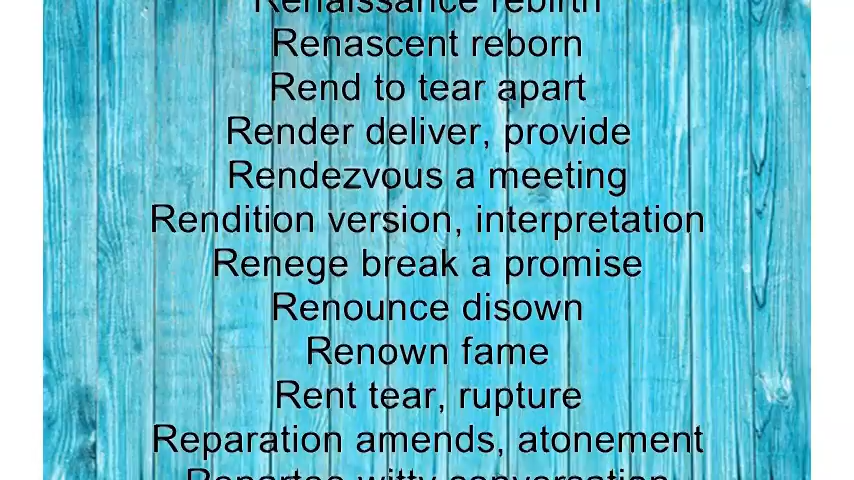 Renaissance rebirth
Renascent reborn
Rend to tear apart
Render deliver, provide
Rendezvous a meeting
Rendition version, interpretation
Renege break a promise
Renounce disown
Renown fame
Rent tear, rupture
Reparation amends, atonement
Repartee witty conversation